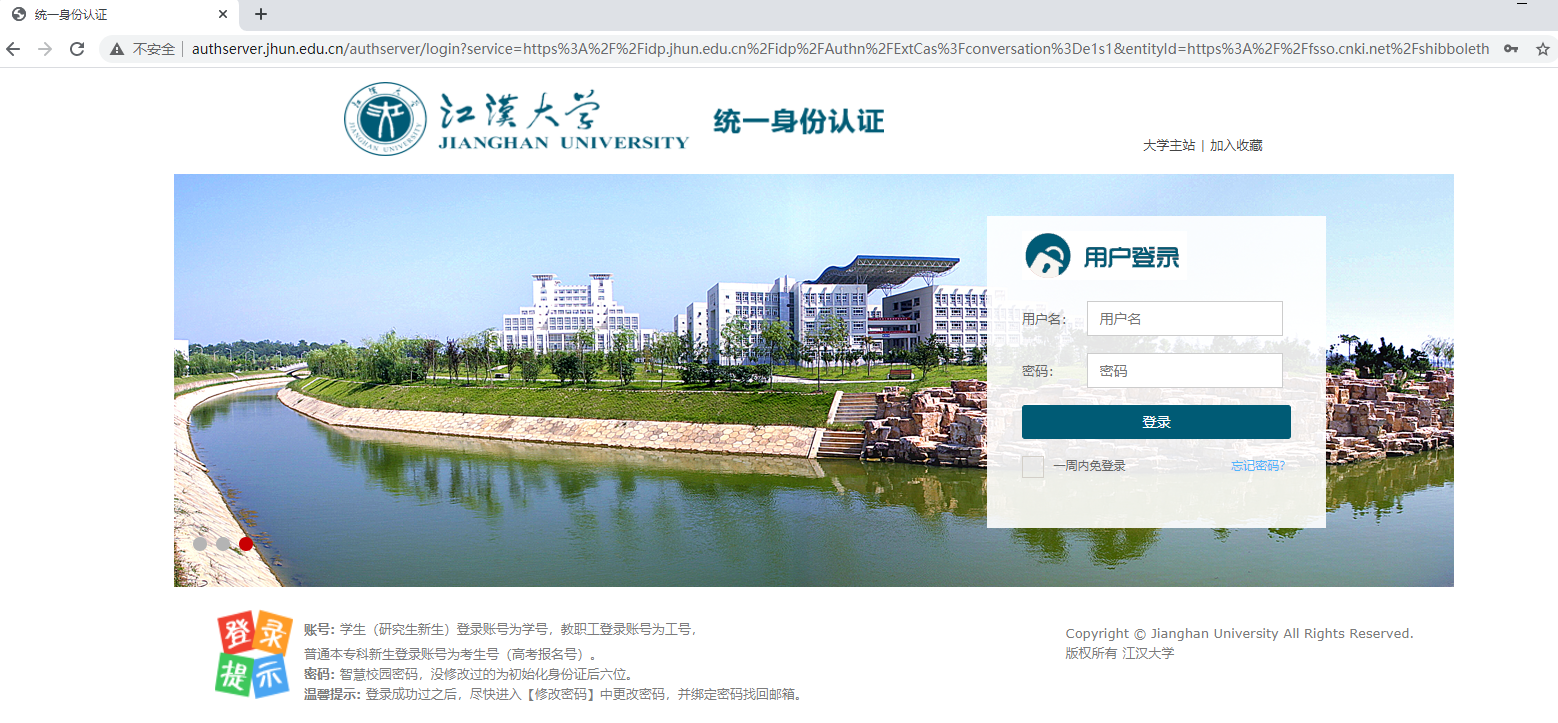 统一身份认证
不安全
authserver.jhun.edu.cn/authserver/login?service=https%3A%2F%2Fidp.jhun.edu.cn%2Fidp%2FAuthn%2FExtCas%3Fconversation%3De1s1&entityId=https%3A%2F%2Ffsso.cnki.net%2Fshibboleth
江漢大学
JIANGHAN UNIVERSITY
统一身份认证
大学主站 | 加入收藏
用户登录
用户名: 用户名
密码: 密码
登录
一周内免登录 忘记密码?
登录提示
账号: 学生（研究生新生）登录账号为学号，教职工登录账号为工号，
普通本专科新生登录账号为考生号（高考报名号）。
密码: 智慧校园密码，没修改过的为初始化身份证后六位。
温馨提示: 登录成功过之后，尽快进入【修改密码】中更改密码，并绑定密码找回邮箱。
Copyright © Jianghan University All Rights Reserved.
版权所有 江汉大学